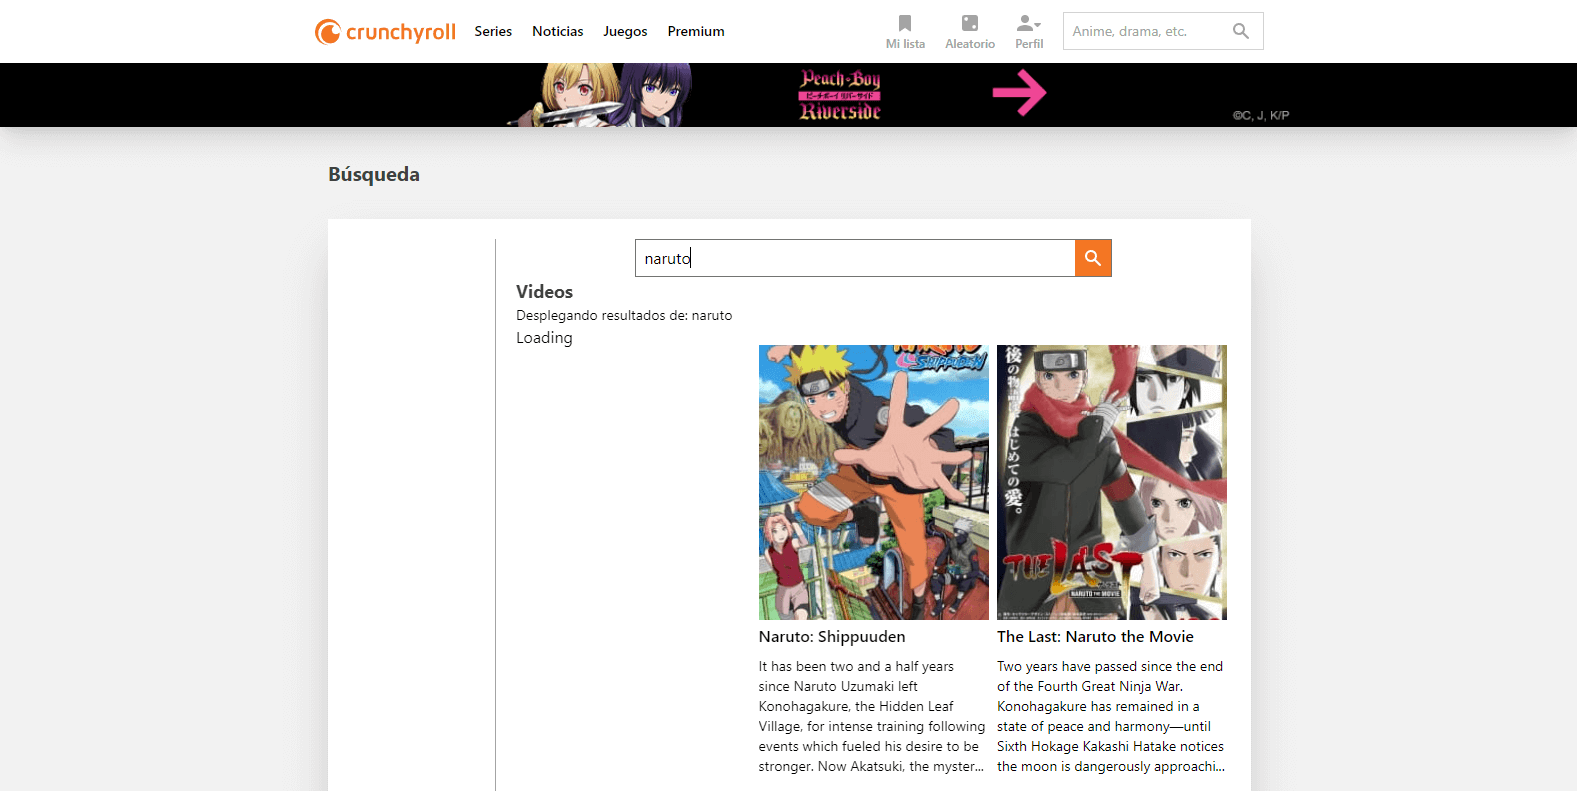 crunchyroll Series Noticias Juegos Premium
Mi lista Aleatorio Perfil
Anime, drama, etc.
Peach-Boy
ピーチボーイ リバーサイド
Riverside
©C, J, K/P
Búsqueda
naruto
Videos
Desplegando resultados de: naruto
Loading
SHIPPUDEN
後の物語
はじめての愛。
THE LAST
NARUTO THE MOVIE
Naruto: Shippuuden
It has been two and a half years
since Naruto Uzumaki left
Konohagakure, the Hidden Leaf
Village, for intense training following
events which fueled his desire to be
stronger. Now Akatsuki, the myster...
The Last: Naruto the Movie
Two years have passed since the end
of the Fourth Great Ninja War.
Konohagakure has remained in a
state of peace and harmony—until
Sixth Hokage Kakashi Hatake notices
the moon is dangerously approachi...